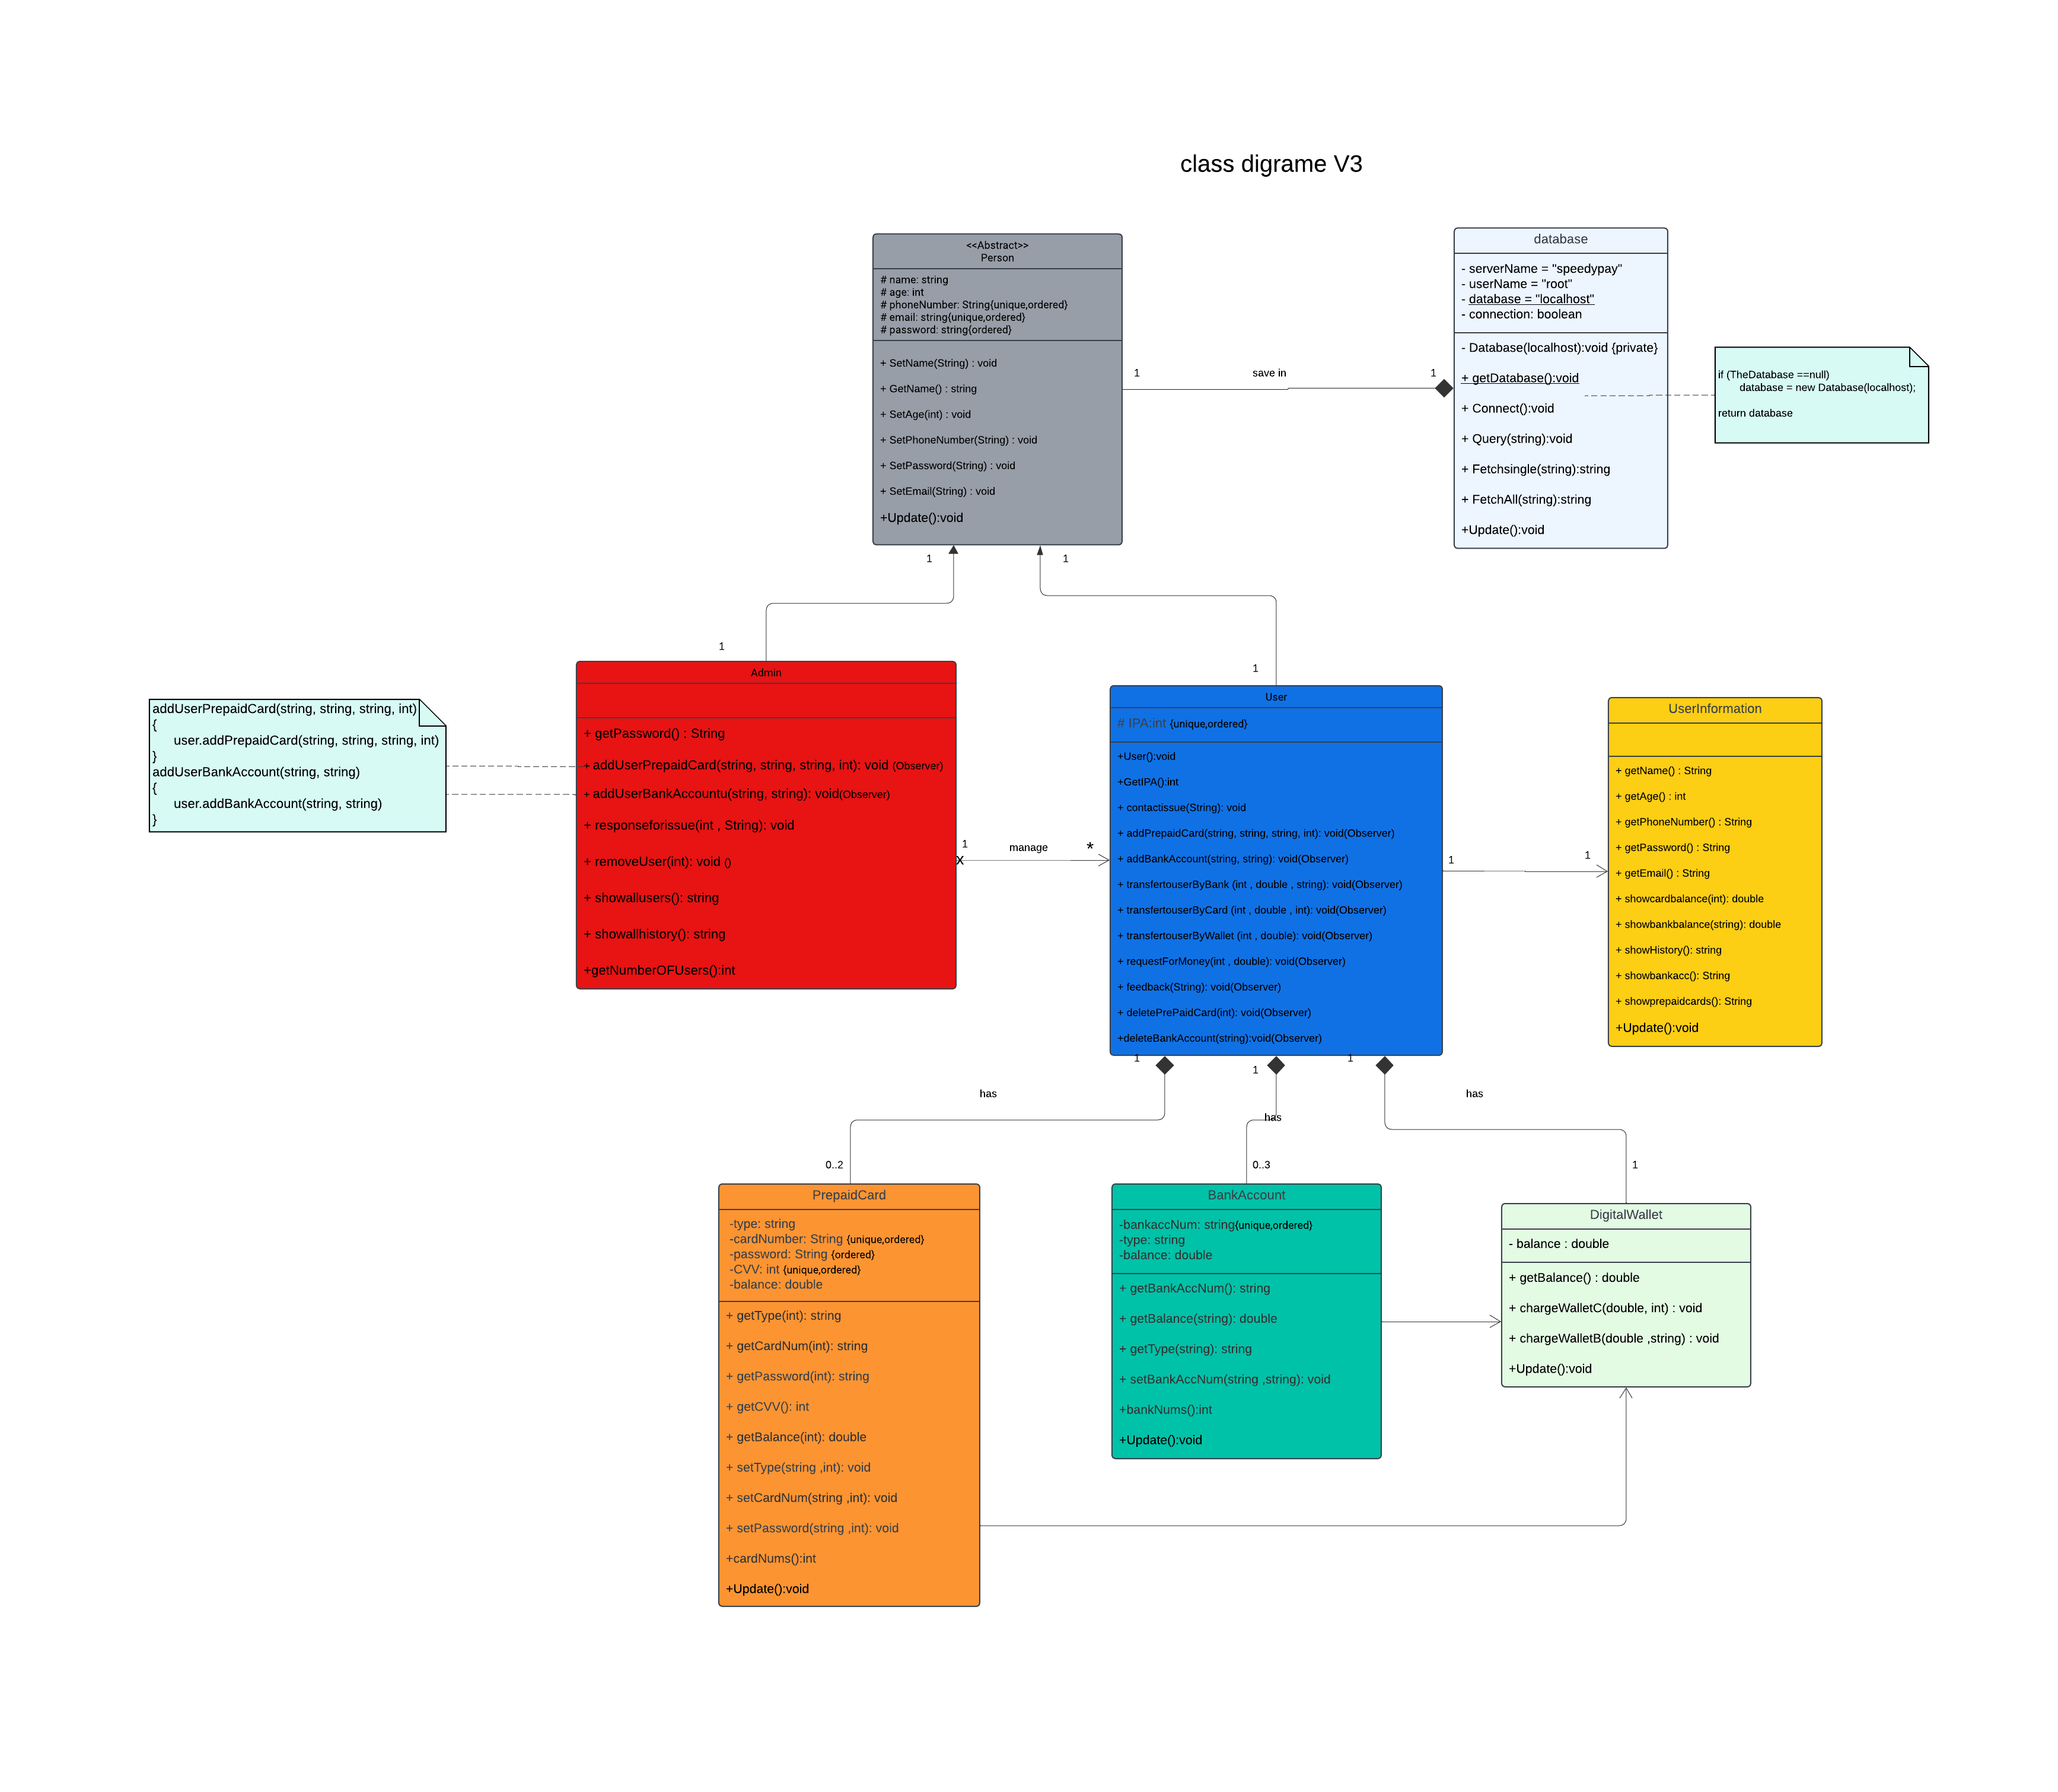 class digrame V3
<<Abstract>>
Person
# name: string
# age: int
# phoneNumber: String{unique,ordered}
# email: string{unique,ordered}
# password: string{ordered}
+ SetName(String) : void
+ GetName() : string
+ SetAge(int) : void
+ SetPhoneNumber(String) : void
+ SetPassword(String) : void
+ SetEmail(String) : void
+Update():void
1
save in
1
database
- serverName = "speedypay"
- userName = "root"
- database = "localhost"
- connection: boolean
- Database(localhost):void {private}
+ getDatabase():void
+ Connect():void
+ Query(string):void
+ Fetchsingle(string):string
+ FetchAll(string):string
+Update():void
if (TheDatabase ==null)
database = new Database(localhost);
return database
1
1
1
1
addUserPrepaidCard(string, string, string, int)
{
user.addPrepaidCard(string, string, string, int)
}
addUserBankAccount(string, string)
{
user.addBankAccount(string, string)
}
Admin
+ getPassword() : String
+ addUserPrepaidCard(string, string, string, int): void (Observer)
+ addUserBankAccountu(string, string): void(Observer)
+ responseforissue(int , String): void
+ removeUser(int): void ()
+ showallusers(): string
+ showallhistory(): string
+getNumberOFUsers():int
1
x
manage
*
User
# IPA:int {unique,ordered}
+User():void
+GetIPA():int
+ contactissue(String): void
+ addPrepaidCard(string, string, string, int): void(Observer)
+ addBankAccount(string, string): void(Observer)
+ transfertouserByBank (int , double , string): void(Observer)
+ transfertouserByCard (int , double , int): void(Observer)
+ transfertouserByWallet (int , double): void(Observer)
+ requestForMoney(int , double): void(Observer)
+ feedback(String): void(Observer)
+ deletePrePaidCard(int): void(Observer)
+deleteBankAccount(string):void(Observer)
1
1
UserInformation
+ getName() : String
+ getAge() : int
+ getPhoneNumber() : String
+ getPassword() : String
+ getEmail() : String
+ showcardbalance(int): double
+ showbankbalance(string): double
+ showHistory(): string
+ showbankacc(): String
+ showprepaidcards(): String
+Update():void
1
1
1
has
has
has
0..2
0..3
1
PrepaidCard
-type: string
-cardNumber: String {unique,ordered}
-password: String {ordered}
-CVV: int {unique,ordered}
-balance: double
+ getType(int): string
+ getCardNum(int): string
+ getPassword(int): string
+ getCVV(): int
+ getBalance(int): double
+ setType(string ,int): void
+ setCardNum(string ,int): void
+ setPassword(string ,int): void
+cardNums():int
+Update():void
BankAccount
-bankaccNum: string{unique,ordered}
-type: string
-balance: double
+ getBankAccNum(): string
+ getBalance(string): double
+ getType(string): string
+ setBankAccNum(string ,string): void
+bankNums():int
+Update():void
DigitalWallet
- balance : double
+ getBalance() : double
+ chargeWalletC(double, int) : void
+ chargeWalletB(double ,string) : void
+Update():void